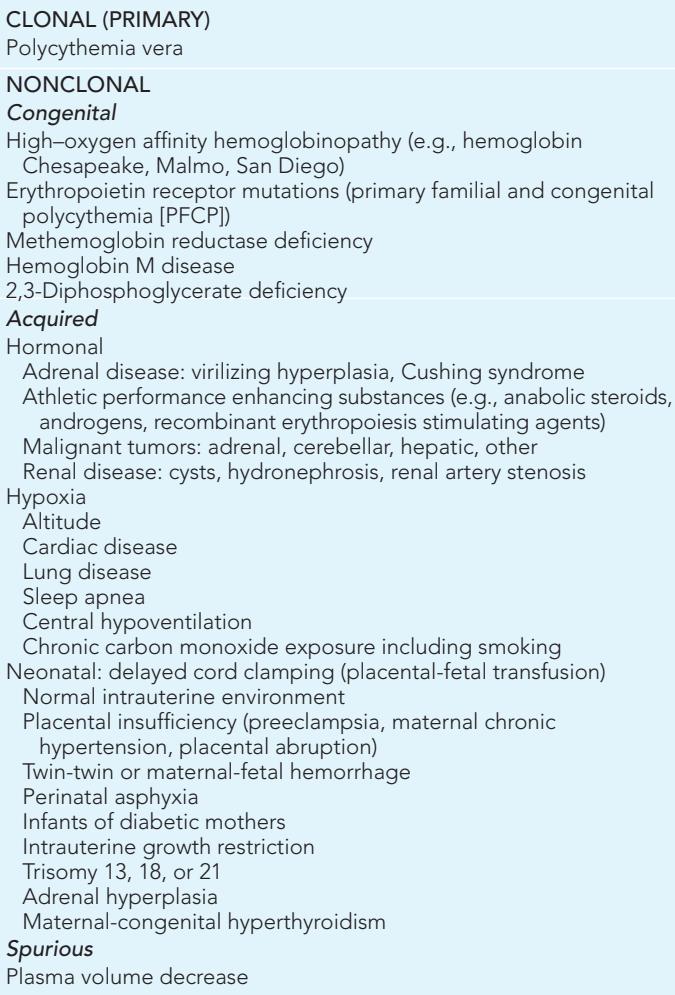 CLONAL (PRIMARY)
Polycythemia vera
NONCLONAL
Congenital
High–oxygen affinity hemoglobinopathy (e.g., hemoglobin
Chesapeake, Malmo, San Diego)
Erythropoietin receptor mutations (primary familial and congenital
polycythemia [PFCP])
Methemoglobin reductase deficiency
Hemoglobin M disease
2,3-Diphosphoglycerate deficiency
Acquired
Hormonal
Adrenal disease: virilizing hyperplasia, Cushing syndrome
Athletic performance enhancing substances (e.g., anabolic steroids,
androgens, recombinant erythropoiesis stimulating agents)
Malignant tumors: adrenal, cerebellar, hepatic, other
Renal disease: cysts, hydronephrosis, renal artery stenosis
Hypoxia
Altitude
Cardiac disease
Lung disease
Sleep apnea
Central hypoventilation
Chronic carbon monoxide exposure including smoking
Neonatal: delayed cord clamping (placental-fetal transfusion)
Normal intrauterine environment
Placental insufficiency (preeclampsia, maternal chronic
hypertension, placental abruption)
Twin-twin or maternal-fetal hemorrhage
Perinatal asphyxia
Infants of diabetic mothers
Intrauterine growth restriction
Trisomy 13, 18, or 21
Adrenal hyperplasia
Maternal-congenital hyperthyroidism
Spurious
Plasma volume decrease